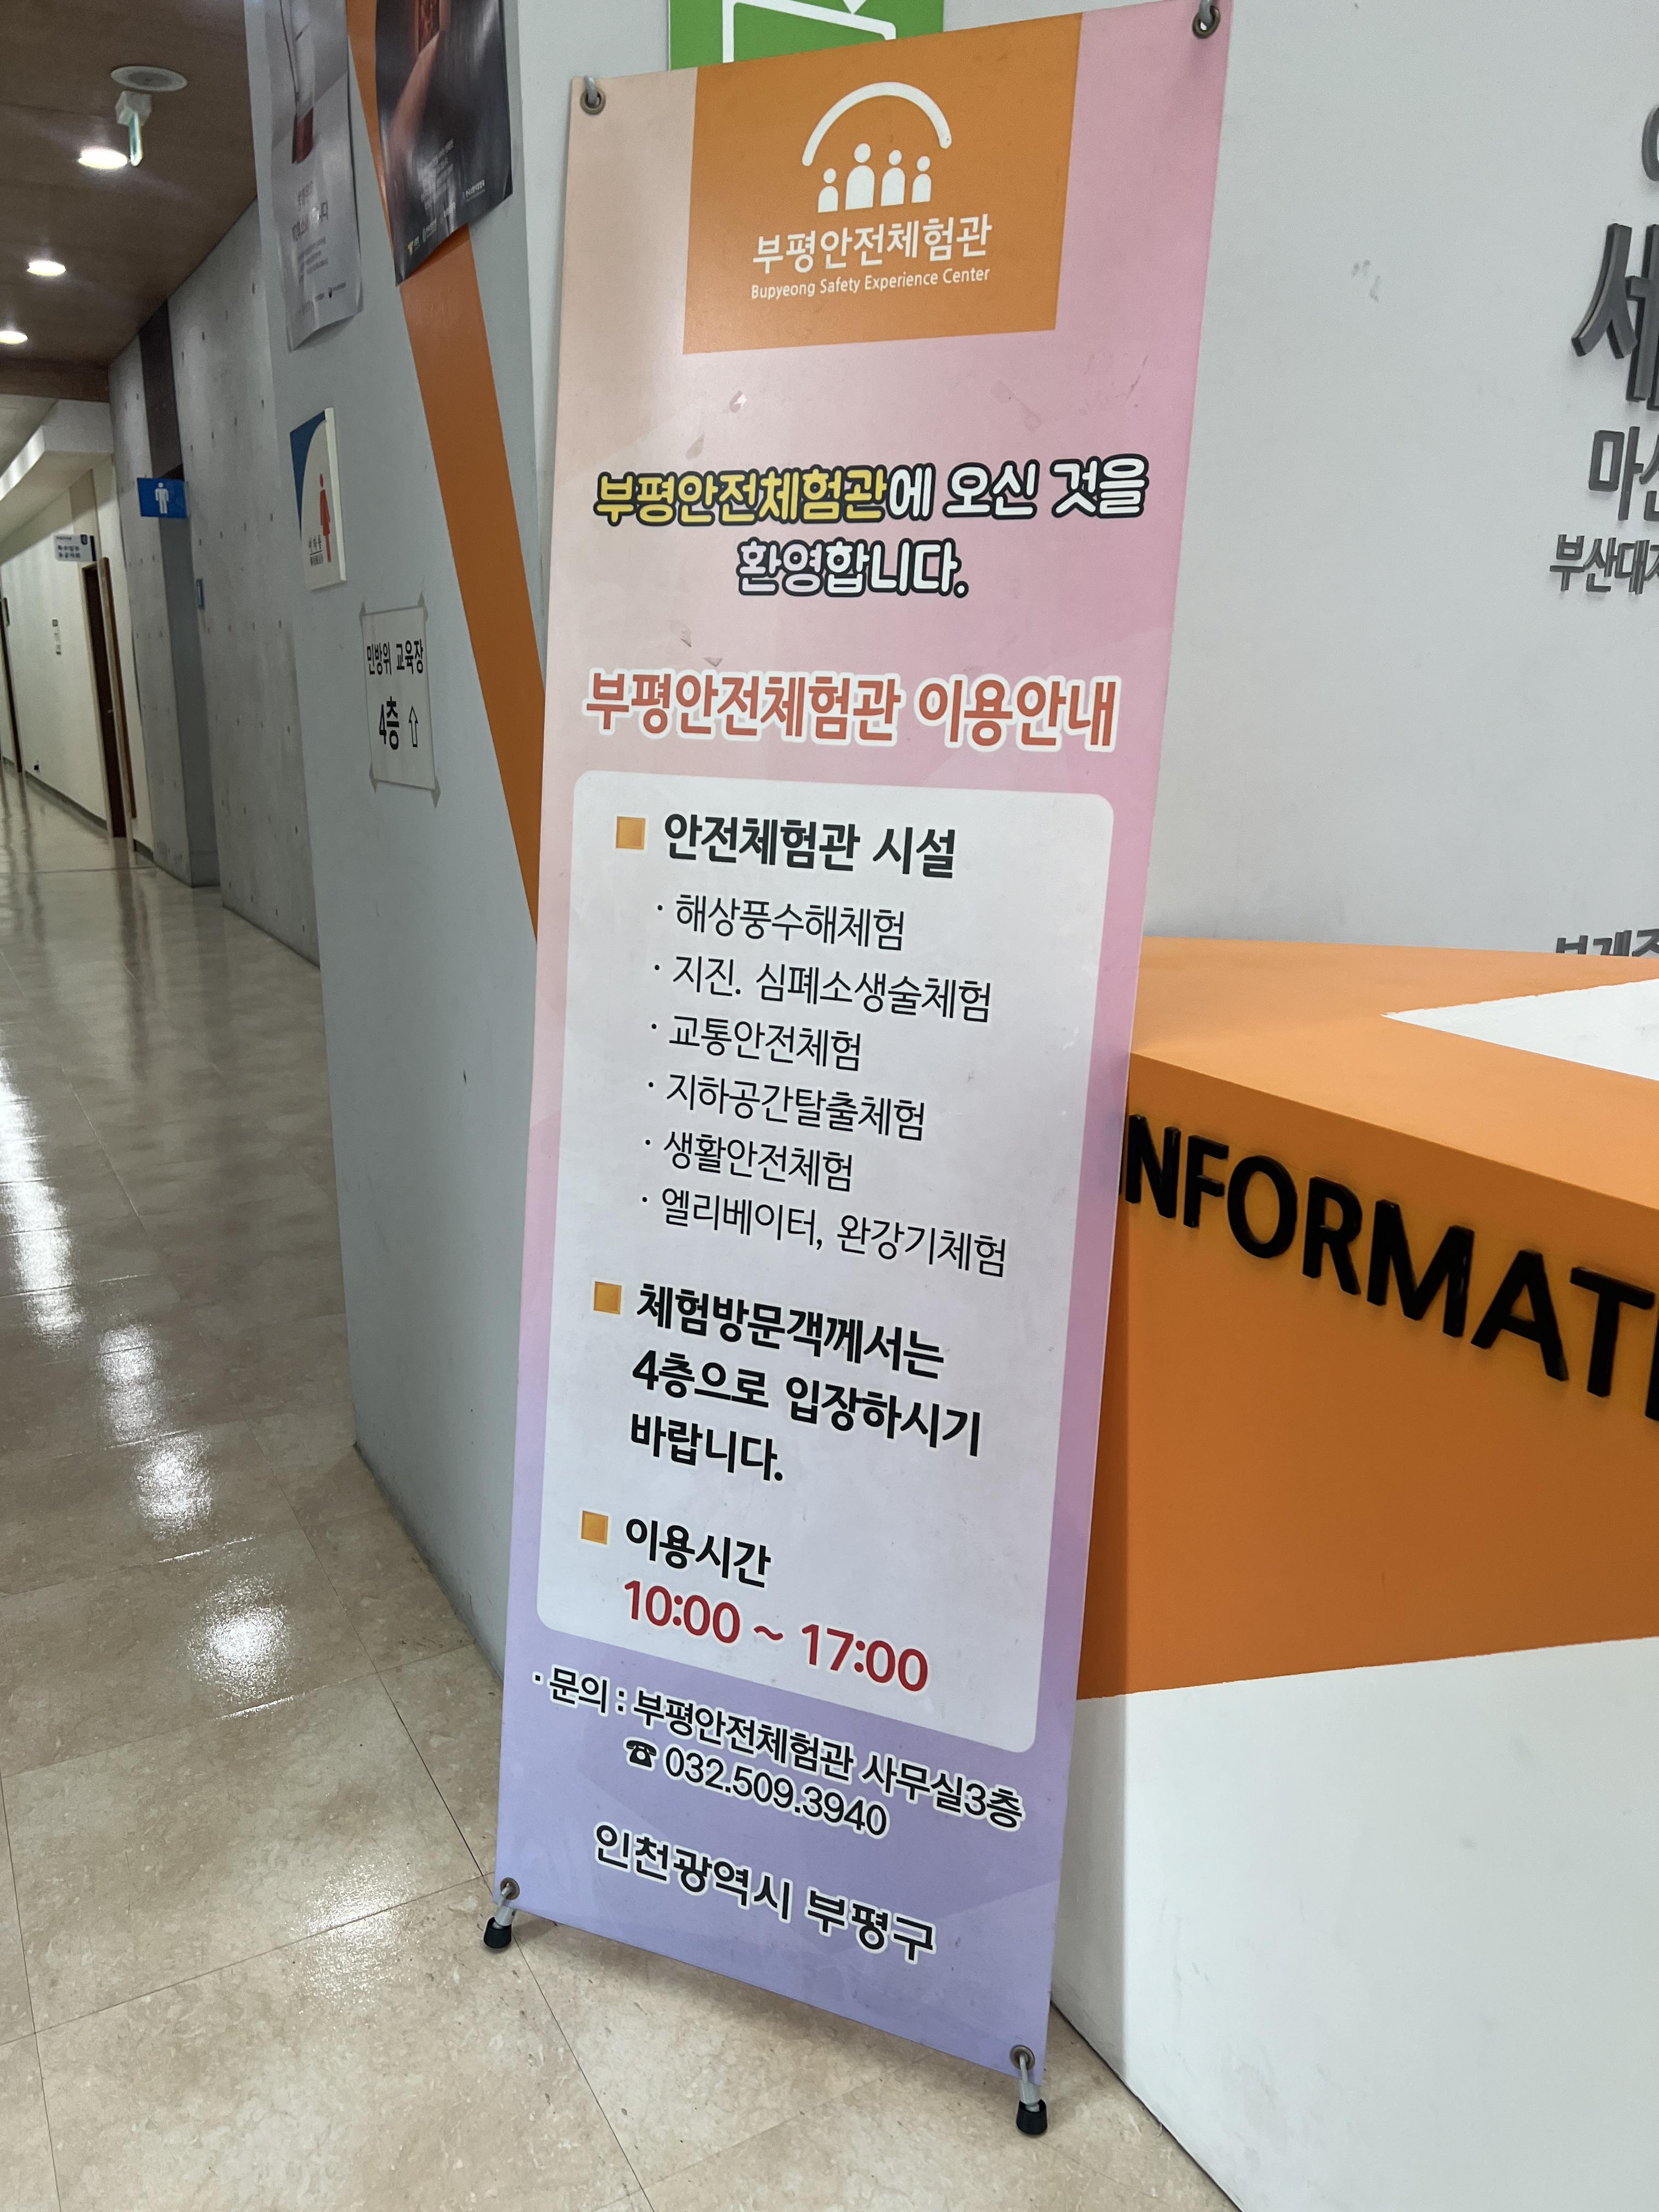 부평안전체험관
Bupyeong Safety Experience Center
부평안전체험관에 오신 것을
환영합니다.
부평안전체험관 이용안내
안전체험관 시설
· 해상풍수해체험
· 지진. 심폐소생술체험
· 교통안전체험
· 지하공간탈출체험
· 생활안전체험
· 엘리베이터, 완강기체험
체험방문객께서는
4층으로 입장하시기
바랍니다.
이용시간
10:00 ~ 17:00
· 문의 : 부평안전체험관 사무실3층
☎ 032.509.3940
인천광역시 부평구
민방위 교육장
4층 ⇧
NFORMAT